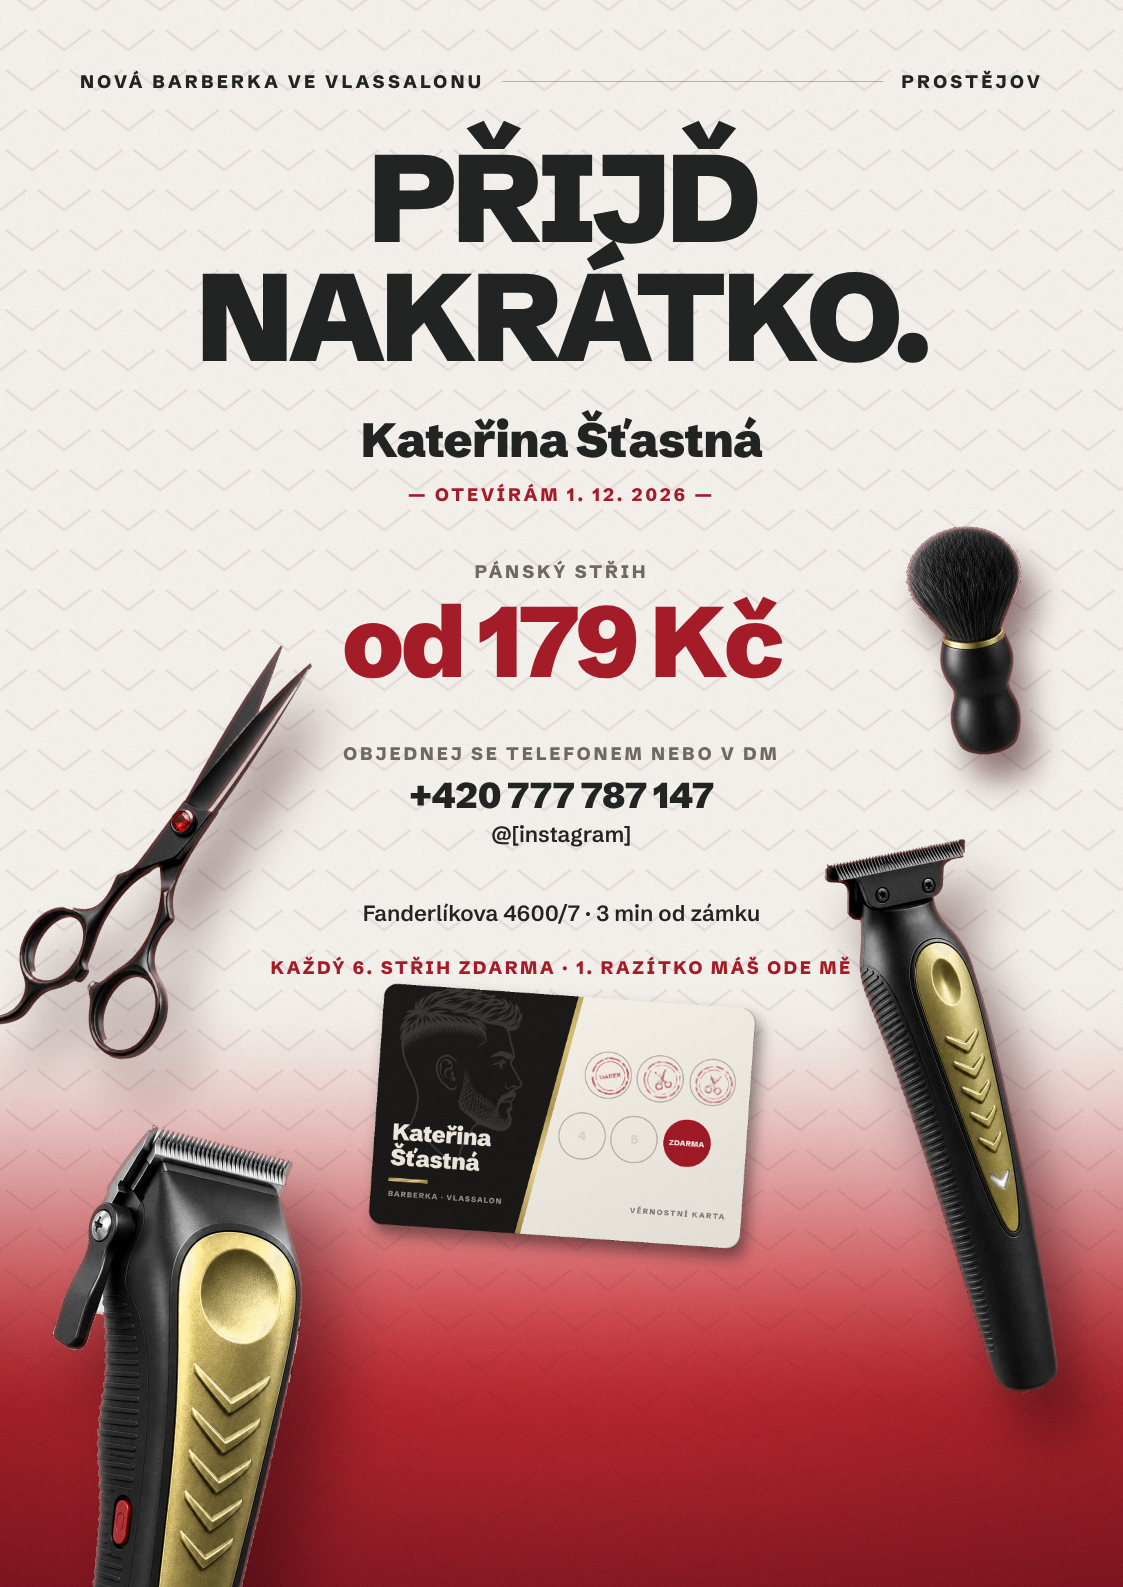 NOVÁ BARBERKA VE VLASSALONU
PROSTĚJOV
PŘIJĎ
NAKRÁTKO.
Kateřina Šťastná
— OTEVÍRÁM 1. 12. 2026 —
PÁNSKÝ STŘIH
od 179 Kč
OBJEDNEJ SE TELEFONEM NEBO V DM
+420 777 787 147
@[instagram]
Fanderlíkova 4600/7 · 3 min od zámku
KAŽDÝ 6. STŘIH ZDARMA · 1. RAZÍTKO MÁŠ ODE MĚ
DÁREK
4
5
ZDARMA
Kateřina
Šťastná
BARBERKA · VLASSALON
VĚRNOSTNÍ KARTA